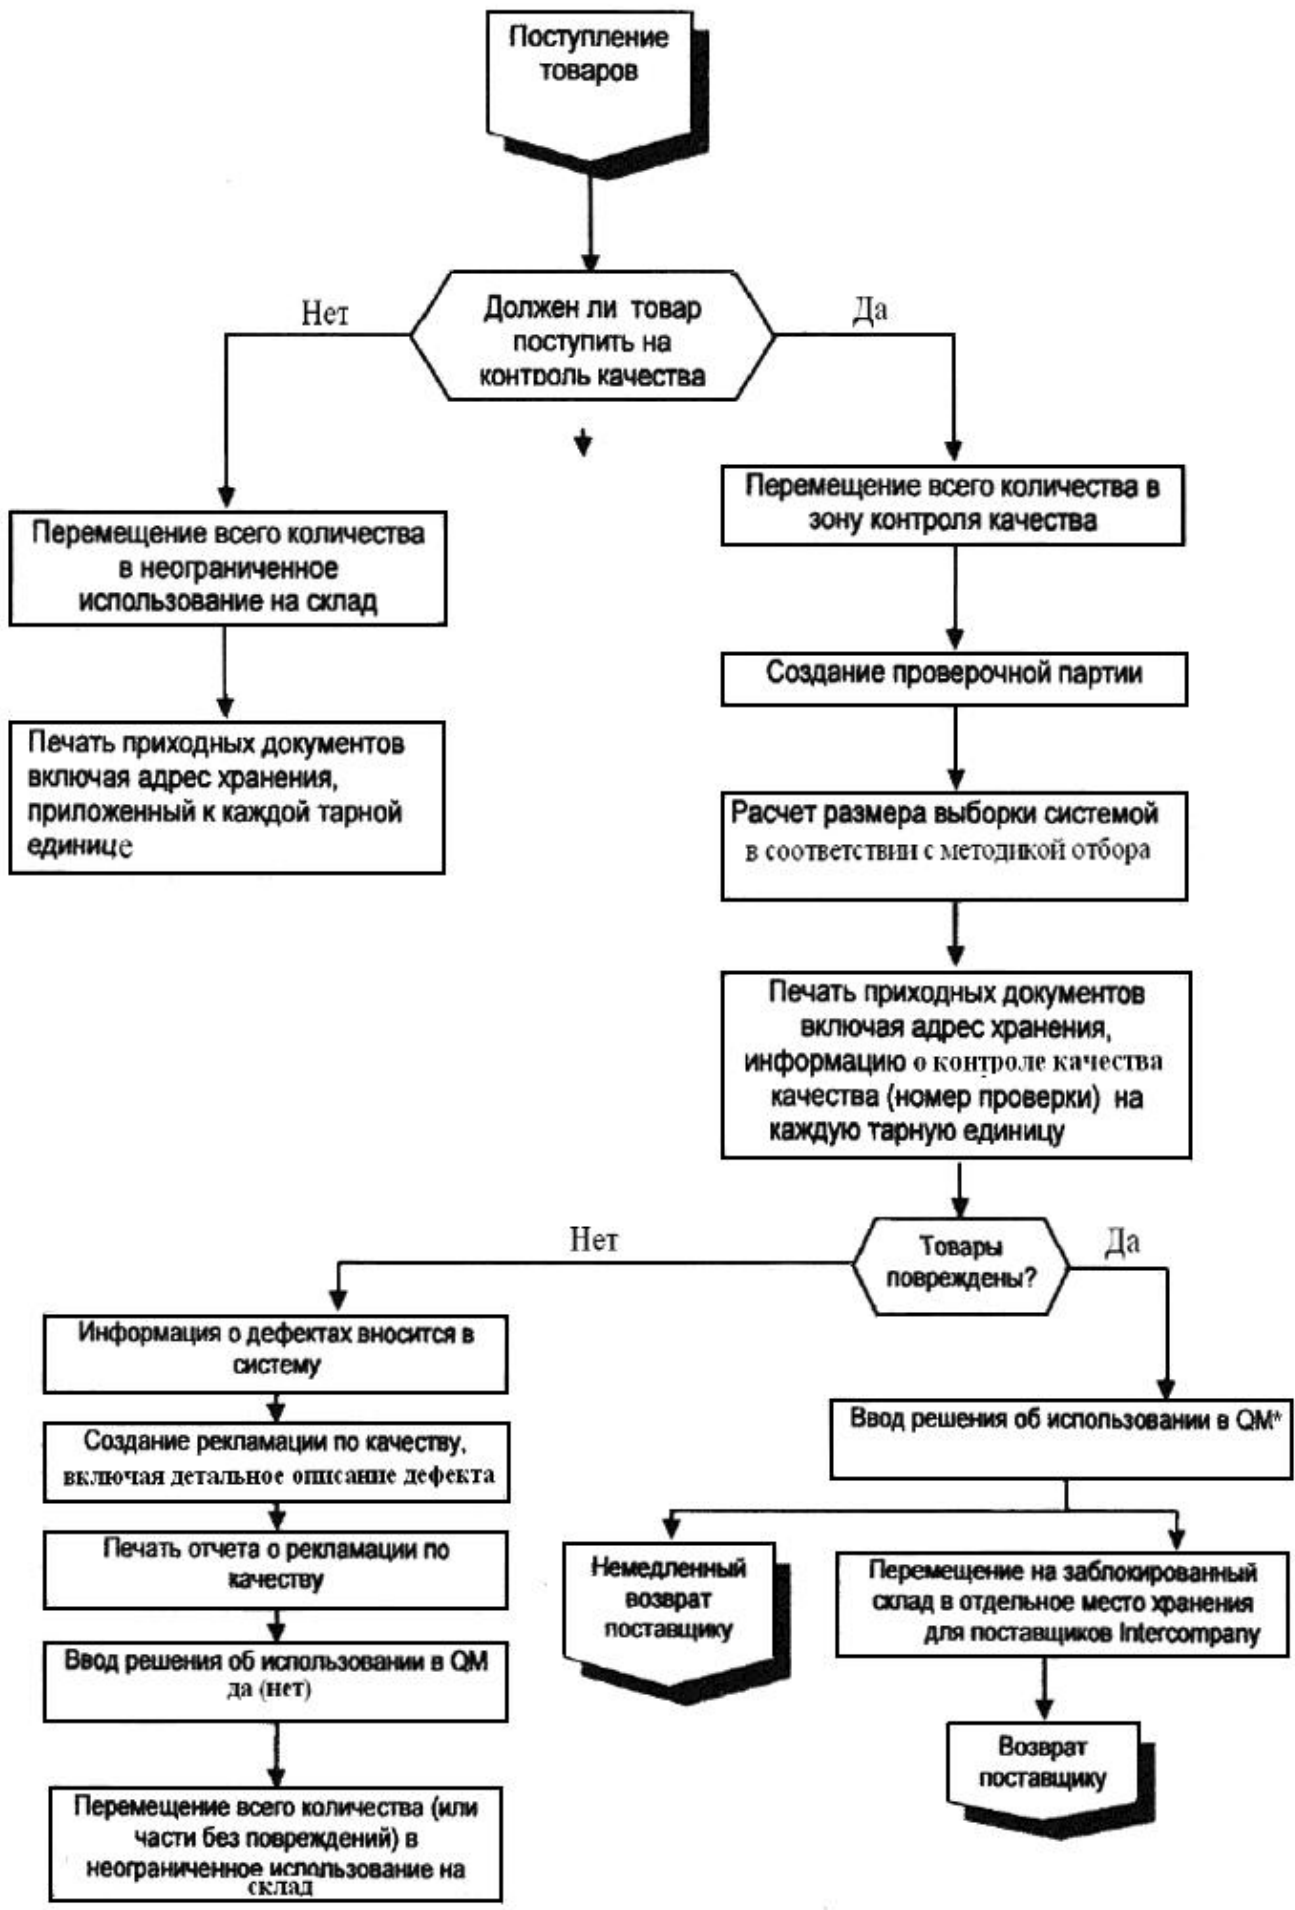 Поступление
товаров
Нет
Должен ли товар
поступить на
контроль качества
Да
Перемещение всего количества
в неограниченное
использование на склад
Печать приходных документов
включая адрес хранения,
приложенный к каждой тарной
единице
Перемещение всего количества в
зону контроля качества
Создание проверочной партии
Расчет размера выборки системой
в соответствии с методикой отбора
Печать приходных документов
включая адрес хранения,
информацию о контроле качества
качества (номер проверки) на
каждую тарную единицу
Нет
Товары
повреждены?
Да
Информация о дефектах вносится в
систему
Создание рекламации по качеству,
включая детальное описание дефекта
Печать отчета о рекламации по
качеству
Ввод решения об использовании в QM
да (нет)
Перемещение всего количества (или
части без повреждений) в
неограниченное использование на
склад
Ввод решения об использовании в QM*
Немедленный
возврат
поставщику
Перемещение на заблокированный
склад в отдельное место хранения
для поставщиков Intercompany
Возврат
поставщику